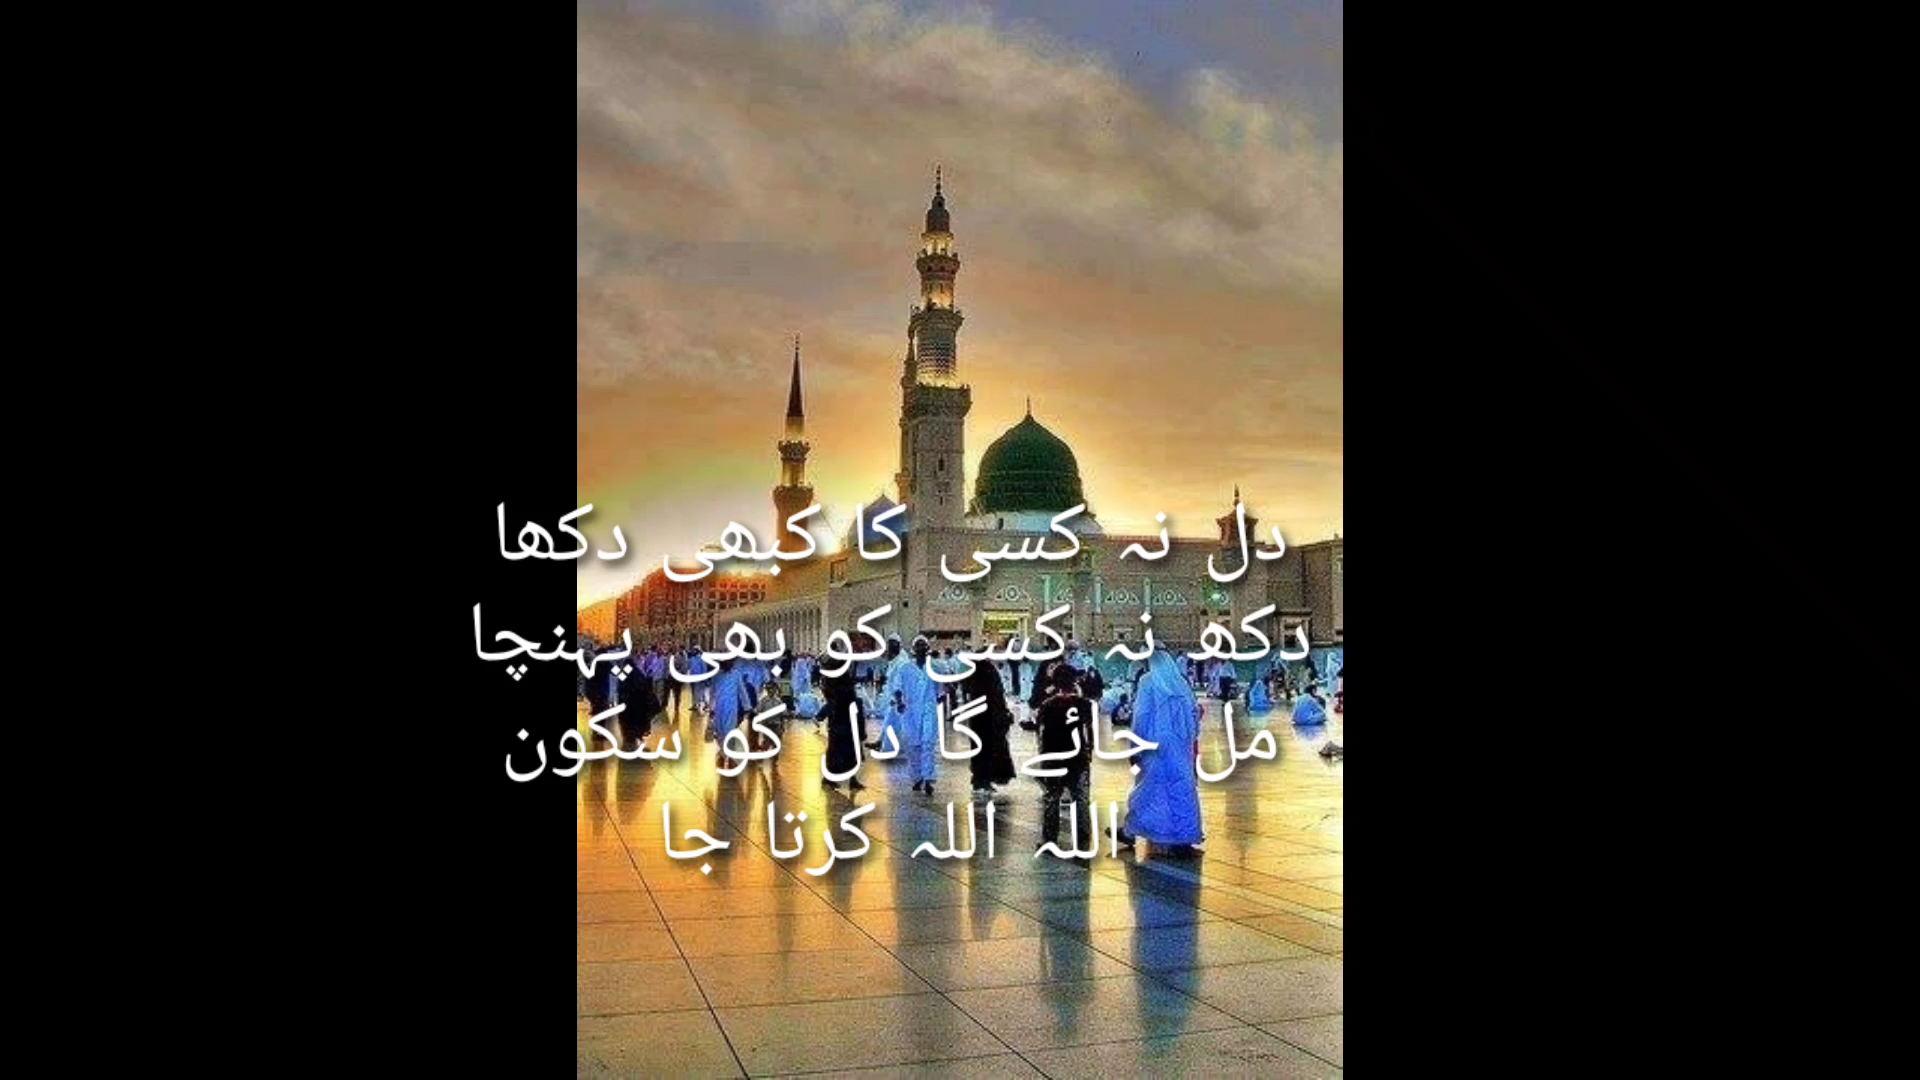 دل نہ کسی کا کبھی دکھا
دکھ نہ کسی کو بھی پہنچا
مل جائے گا دل کو سکون
اللہ اللہ کرتا جا